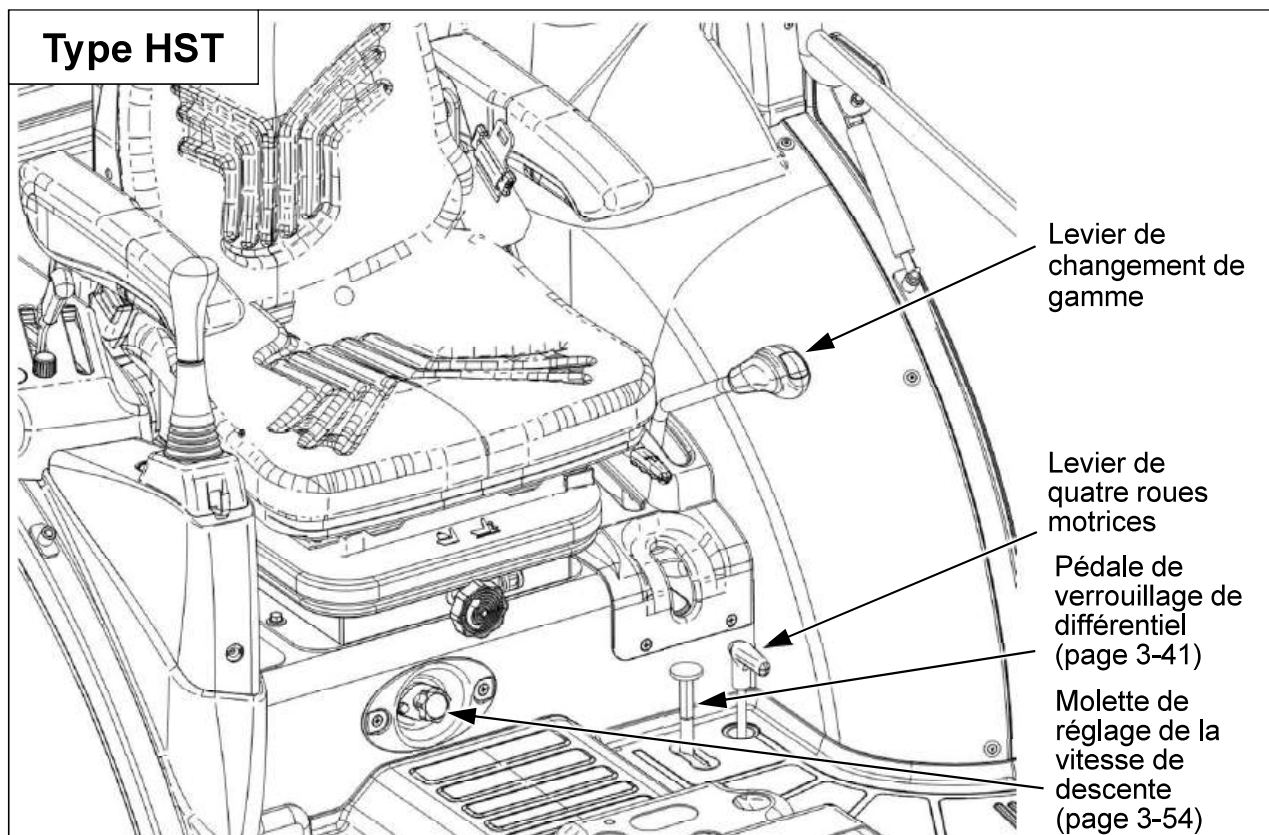 Type HST
Levier de
changement de
gamme
Levier de
quatre roues
motrices
Pédale de
verrouillage de
différentiel
(page 3-41)
Molette de
réglage de la
vitesse de
descente
(page 3-54)